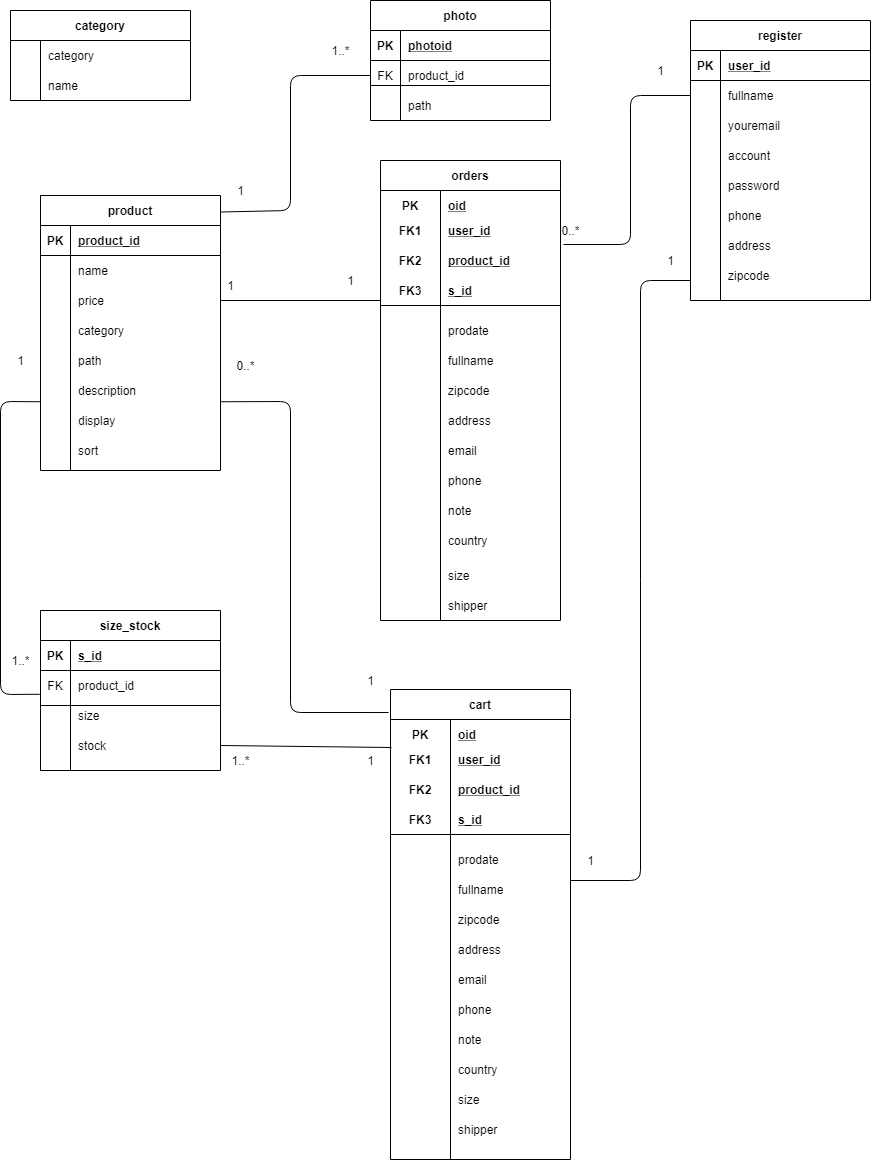 category
category
name
photo
PK photoid
FK product_id
path
register
PK user_id
fullname
youremail
account
password
phone
address
zipcode
1..*
1
1
product
PK product_id
name
price
category
path
description
display
sort
orders
PK oid
FK1 user_id
FK2 product_id
FK3 s_id
prodate
fullname
zipcode
address
email
phone
note
country
size
shipper
0..*
1
1
1
1
0..*
size_stock
PK s_id
FK product_id
size
stock
1..*
1
1..*
1
cart
PK oid
FK1 user_id
FK2 product_id
FK3 s_id
prodate
fullname
zipcode
address
email
phone
note
country
size
shipper
1